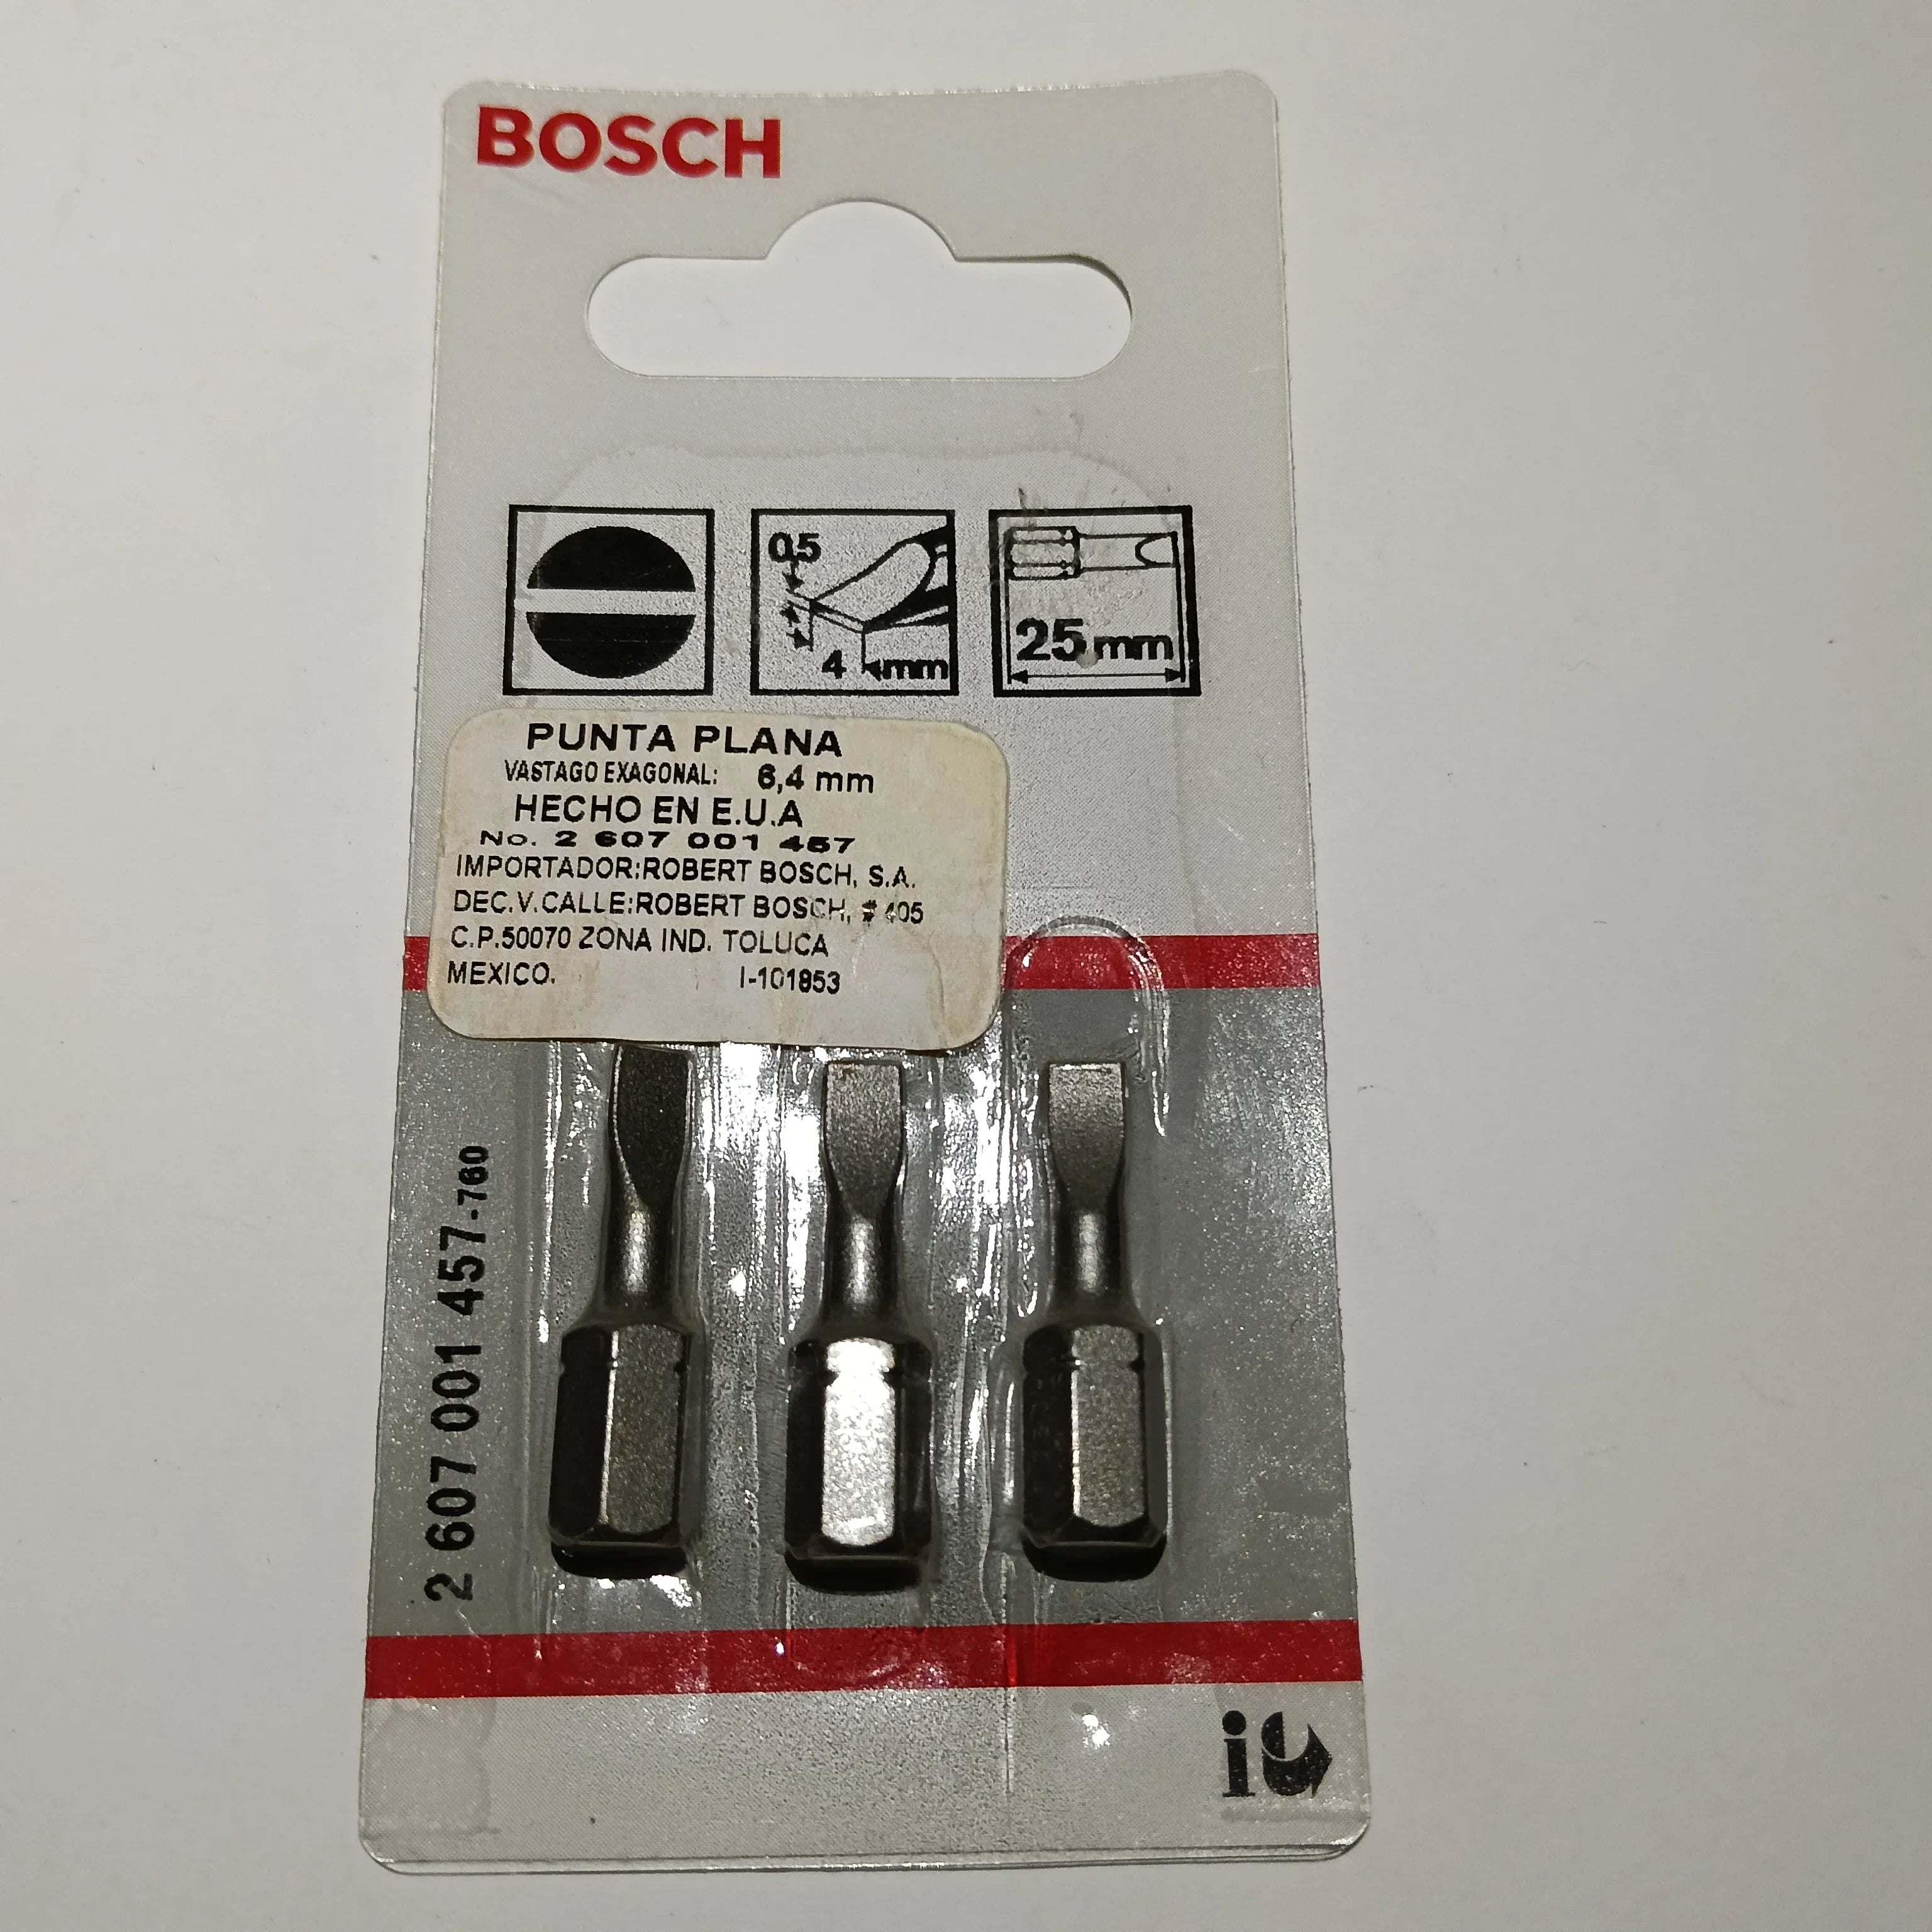 BOSCH
0,5
4 mm
25 mm
PUNTA PLANA
VASTAGO EXAGONAL: 6,4 mm
HECHO EN E.U.A
No. 2 607 001 457
IMPORTADOR:ROBERT BOSCH, S.A.
DEC.V.CALLE:ROBERT BOSCH, # 405
C.P.50070 ZONA IND. TOLUCA
MEXICO. I-101853
2 607 001 457-760